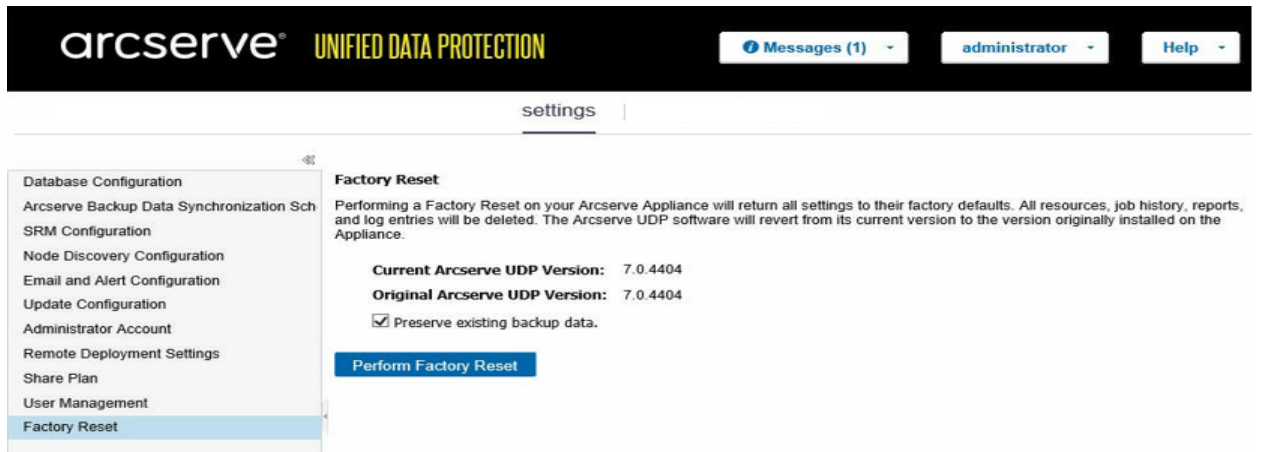 arcserve® UNIFIED DATA PROTECTION
Messages (1)
administrator
Help
settings
Database Configuration
Arcserve Backup Data Synchronization Sch
SRM Configuration
Node Discovery Configuration
Email and Alert Configuration
Update Configuration
Administrator Account
Remote Deployment Settings
Share Plan
User Management
Factory Reset
Factory Reset
Performing a Factory Reset on your Arcserve Appliance will return all settings to their factory defaults. All resources, job history, reports,
and log entries will be deleted. The Arcserve UDP software will revert from its current version to the version originally installed on the
Appliance.
Current Arcserve UDP Version: 7.0.4404
Original Arcserve UDP Version: 7.0.4404
Preserve existing backup data.
Perform Factory Reset